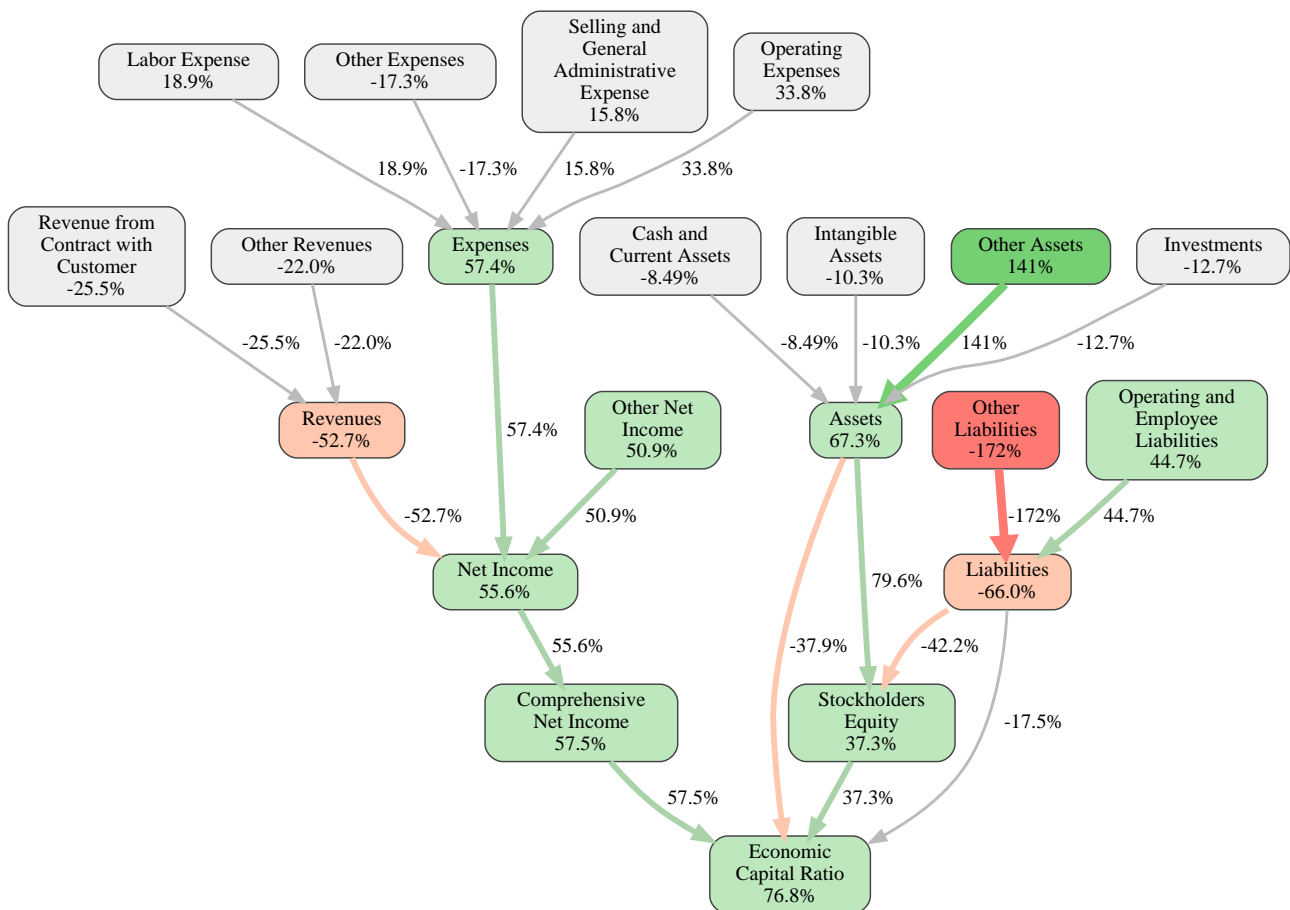 Labor Expense
18.9%
Other Expenses
-17.3%
Selling and
General
Administrative
Expense
15.8%
Operating
Expenses
33.8%
18.9%
-17.3%
15.8%
33.8%
Revenue from
Contract with
Customer
-25.5%
Other Revenues
-22.0%
Expenses
57.4%
Cash and
Current Assets
-8.49%
Intangible
Assets
-10.3%
Other Assets
141%
Investments
-12.7%
-25.5%
-22.0%
-8.49%
-10.3%
141%
-12.7%
Revenues
-52.7%
57.4%
Other Net
Income
50.9%
Assets
67.3%
Other
Liabilities
-172%
Operating and
Employee
Liabilities
44.7%
-52.7%
50.9%
-172%
44.7%
Net Income
55.6%
79.6%
Liabilities
-66.0%
55.6%
-37.9%
-42.2%
Comprehensive
Net Income
57.5%
Stockholders
Equity
37.3%
-17.5%
57.5%
37.3%
Economic
Capital Ratio
76.8%